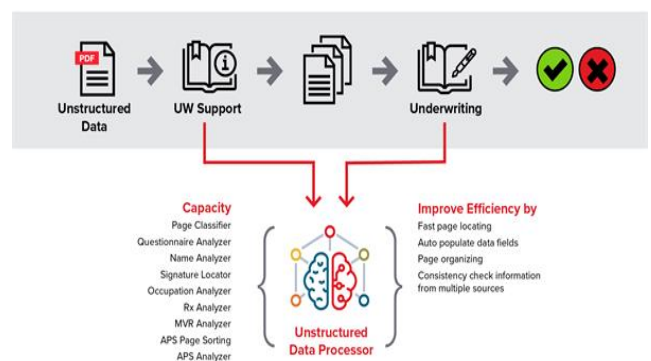 PDF
Unstructured
Data
UW Support
Underwriting
Capacity
Page Classifier
Questionnaire Analyzer
Name Analyzer
Signature Locator
Occupation Analyzer
Rx Analyzer
MVR Analyzer
APS Page Sorting
APS Analyzer
Unstructured
Data Processor
Improve Efficiency by
Fast page locating
Auto populate data fields
Page organizing
Consistency check information
from multiple sources